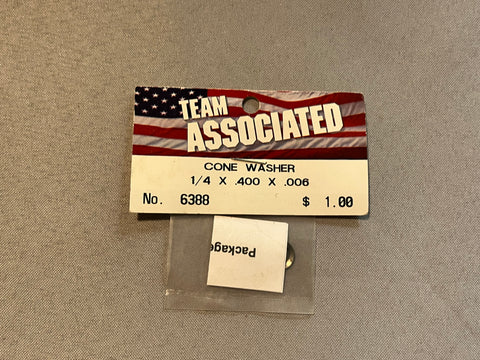 TEAM
ASSOCIATED
CONE WASHER
1/4 X .400 X .006
No. 6388 $ 1.00
Package